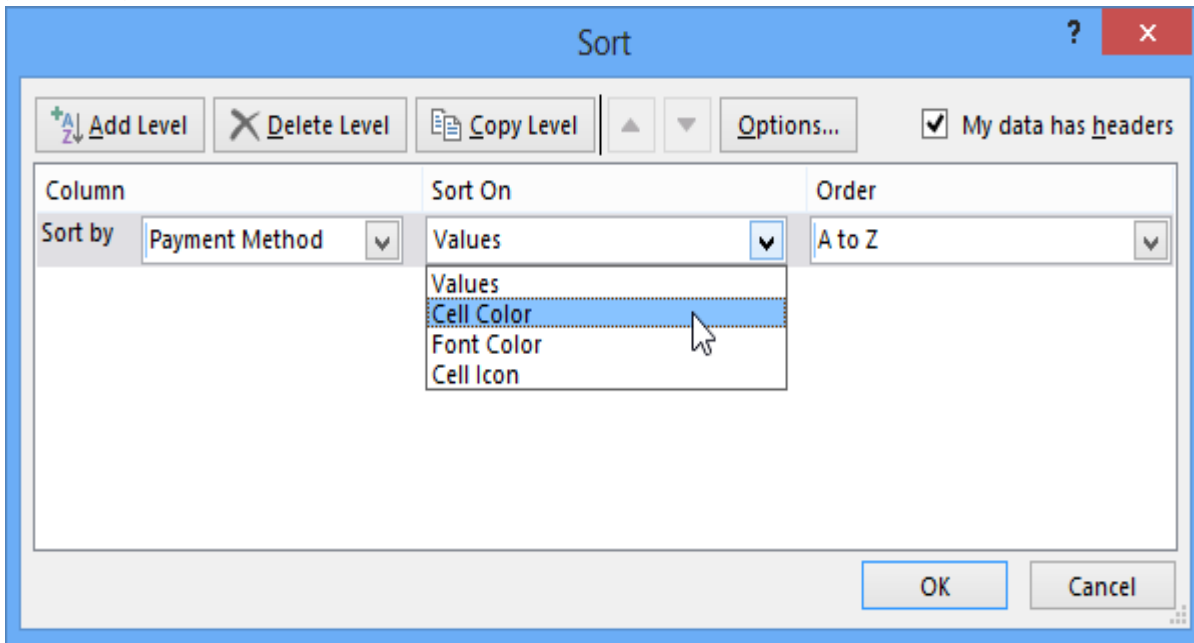 Sort ? x
Add Level Delete Level Copy Level Options... My data has headers
Column Sort On Order
Sort by Payment Method Values A to Z
Values
Cell Color
Font Color
Cell Icon
OK Cancel